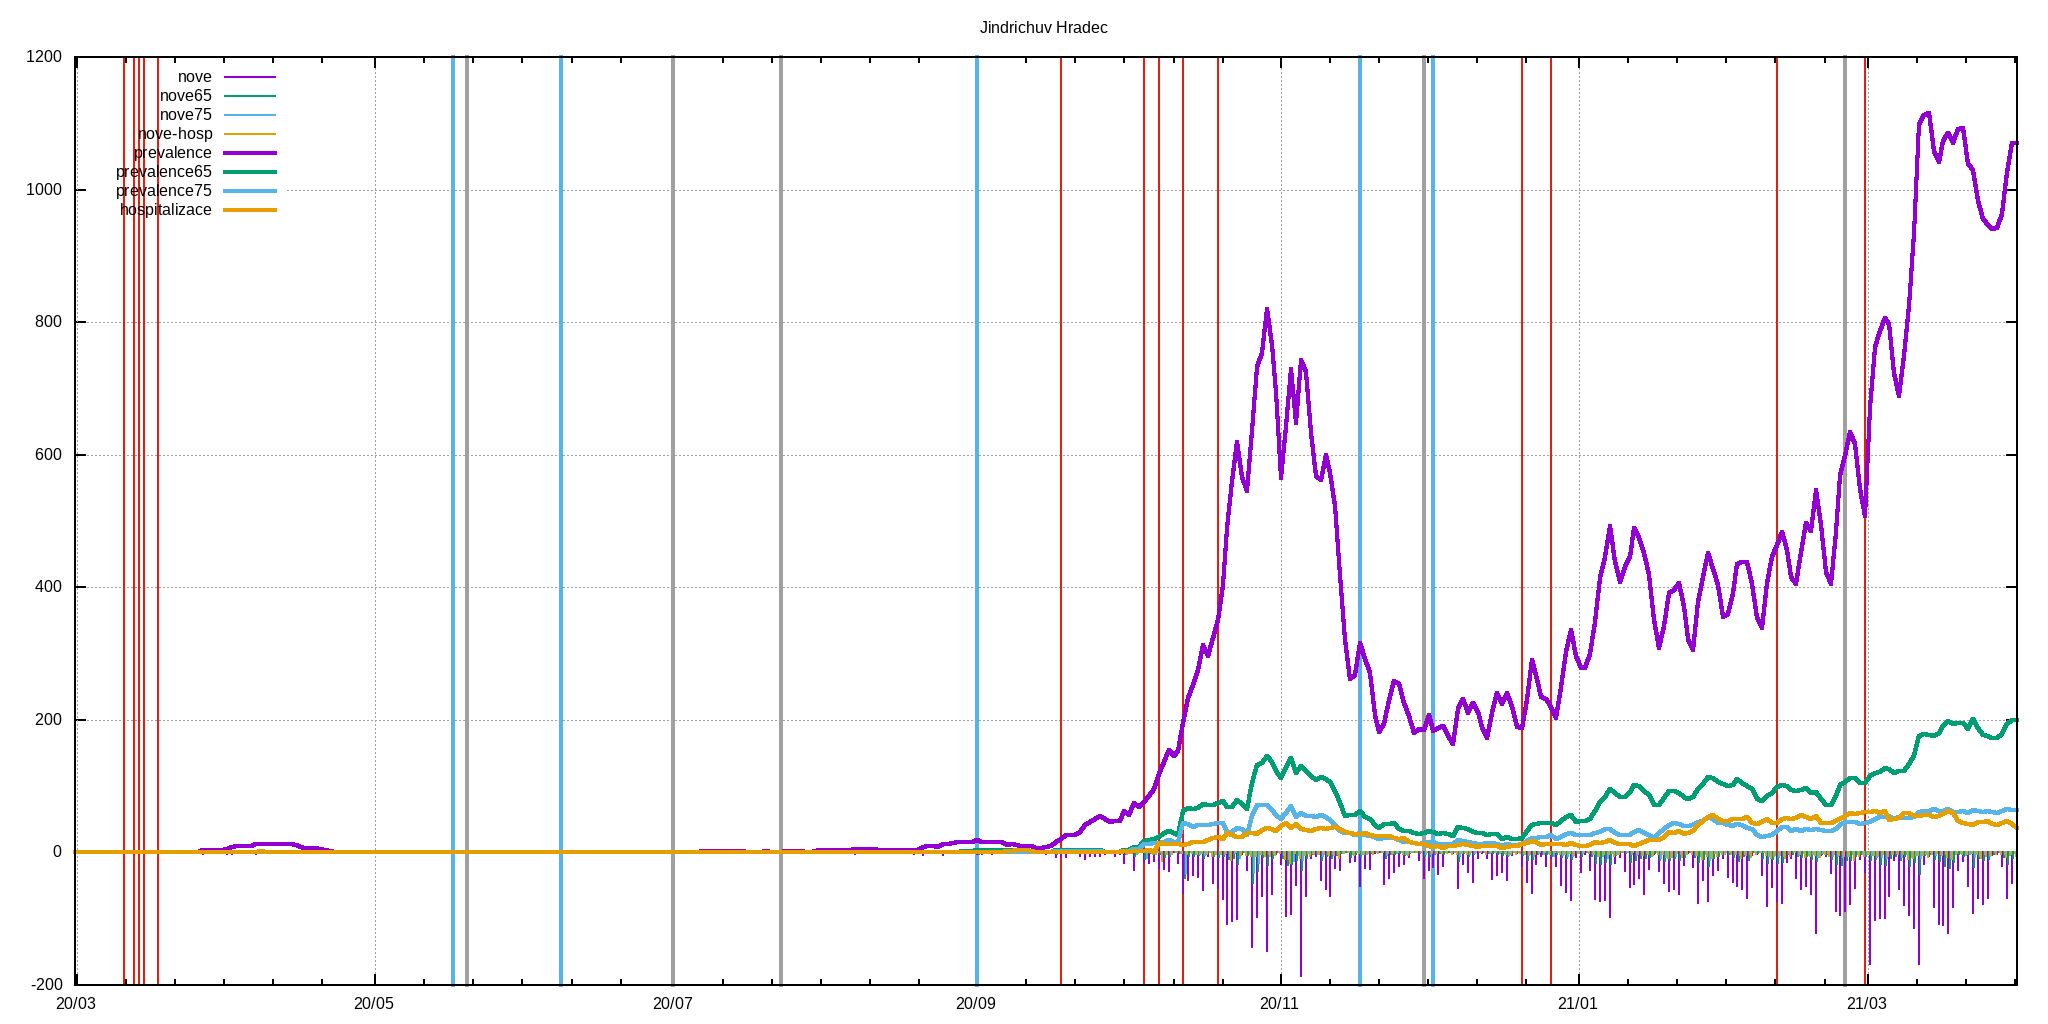 Jindrichuv Hradec
1200
1000
800
600
400
200
0
-200
nove
nove65
nove75
nove-hosp
prevalence
prevalence65
prevalence75
hospitalizace
20/03
20/05
20/07
20/09
20/11
21/01
21/03